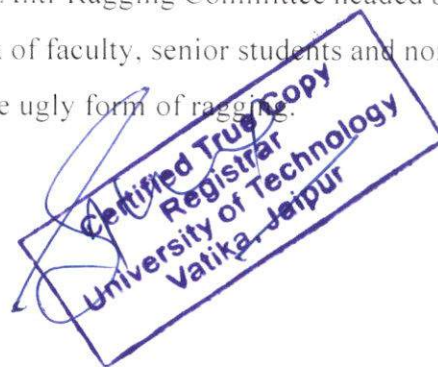 Anti-Ragging Committee headed
of faculty, senior students and no
e ugly form of ragging.
Certified True Copy
Registrar
University of Technology
Vatika, Jaipur